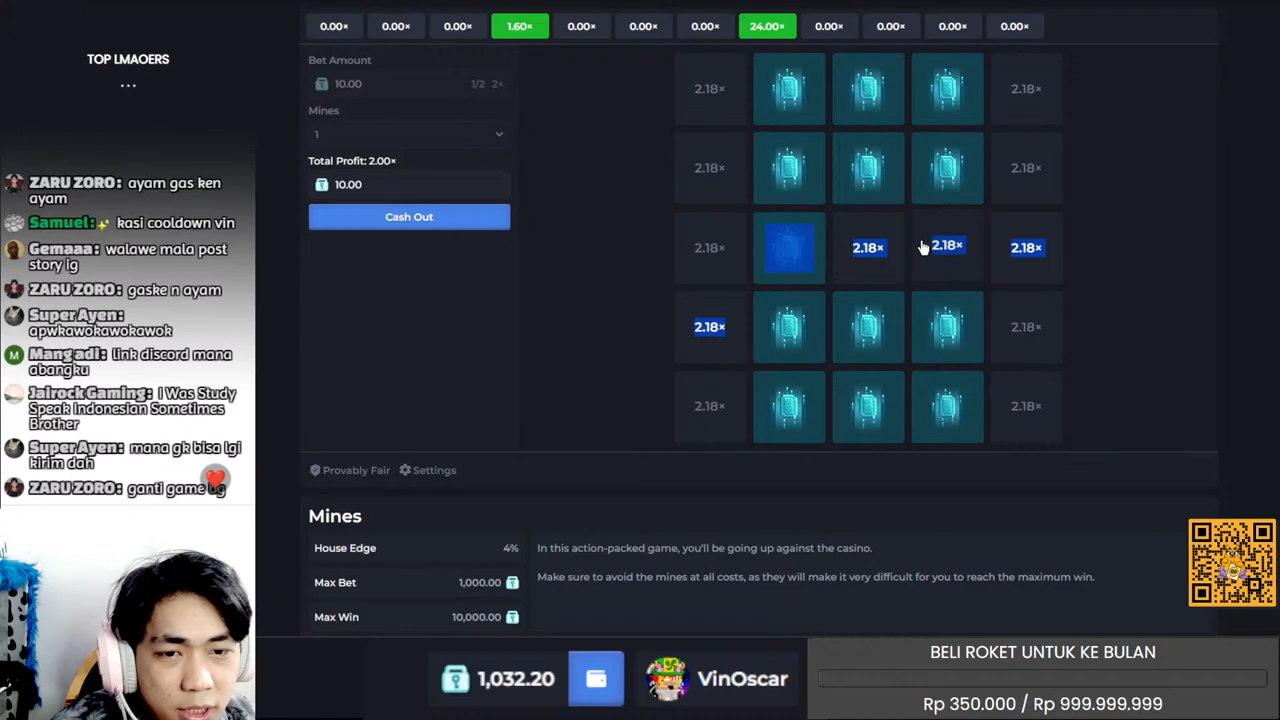 0.00× 0.00× 0.00× 1.60× 0.00× 0.00× 0.00× 24.00× 0.00× 0.00× 0.00× 0.00×
TOP LMAOERS
...
ZARU ZORO: ayam gas ken
ayam
Samuel:✨ kasi cooldown vin
Gemaaa: walawe mala post
story ig
ZARU ZORO: gaske n ayam
Super Ayen:
apwkawokawokawok
M
Mang adi: link discord mana
abangku
Jairock Gaming: I Was Study
Speak Indonesian Sometimes
Brother
Super Ayen: mana gk bisa lgi
kirim dah
ZARU ZORO: ganti game bg
Bet Amount
10.00 1/2 2×
Mines
1
Total Profit: 2.00×
10.00
Cash Out
2.18× 2.18×
2.18× 2.18×
2.18× 2.18× 2.18× 2.18×
2.18× 2.18×
2.18× 2.18×
Provably Fair Settings
Mines
House Edge 4%
Max Bet 1,000.00
Max Win 10,000.00
In this action-packed game, you'll be going up against the casino.
Make sure to avoid the mines at all costs, as they will make it very difficult for you to reach the maximum win.
1,032.20
VinOscar
BELI ROKET UNTUK KE BULAN
Rp 350.000 / Rp 999.999.999